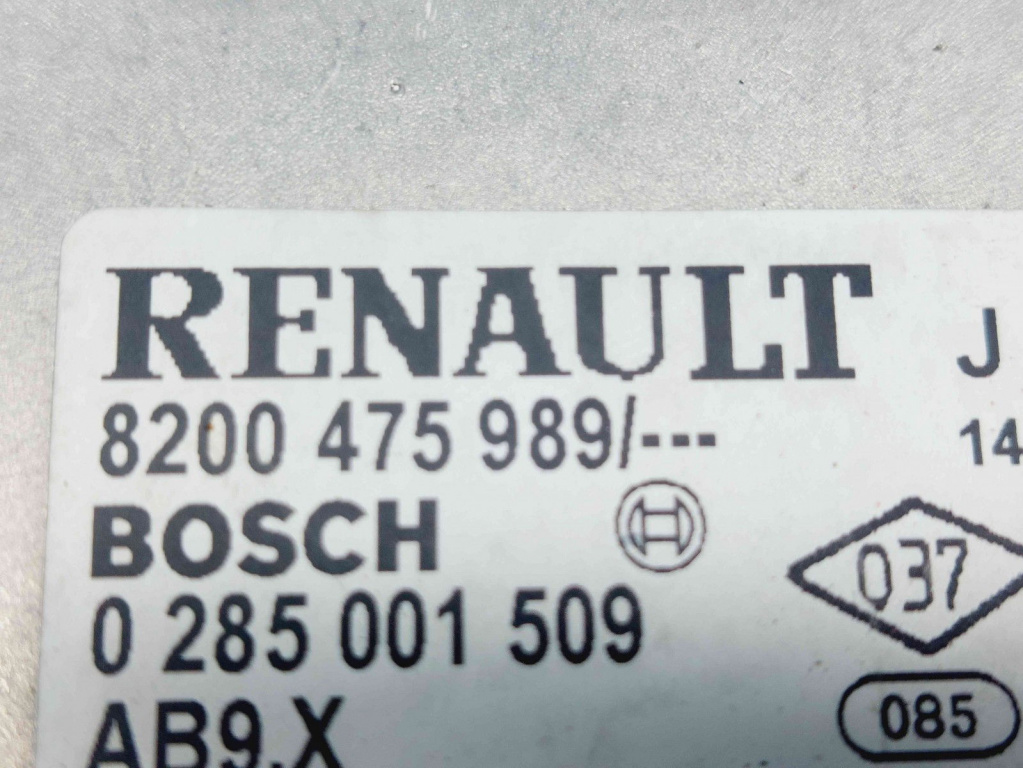 RENAULT J
8200 475 989/--- 14
BOSCH
037
0 285 001 509
AB9.X 085